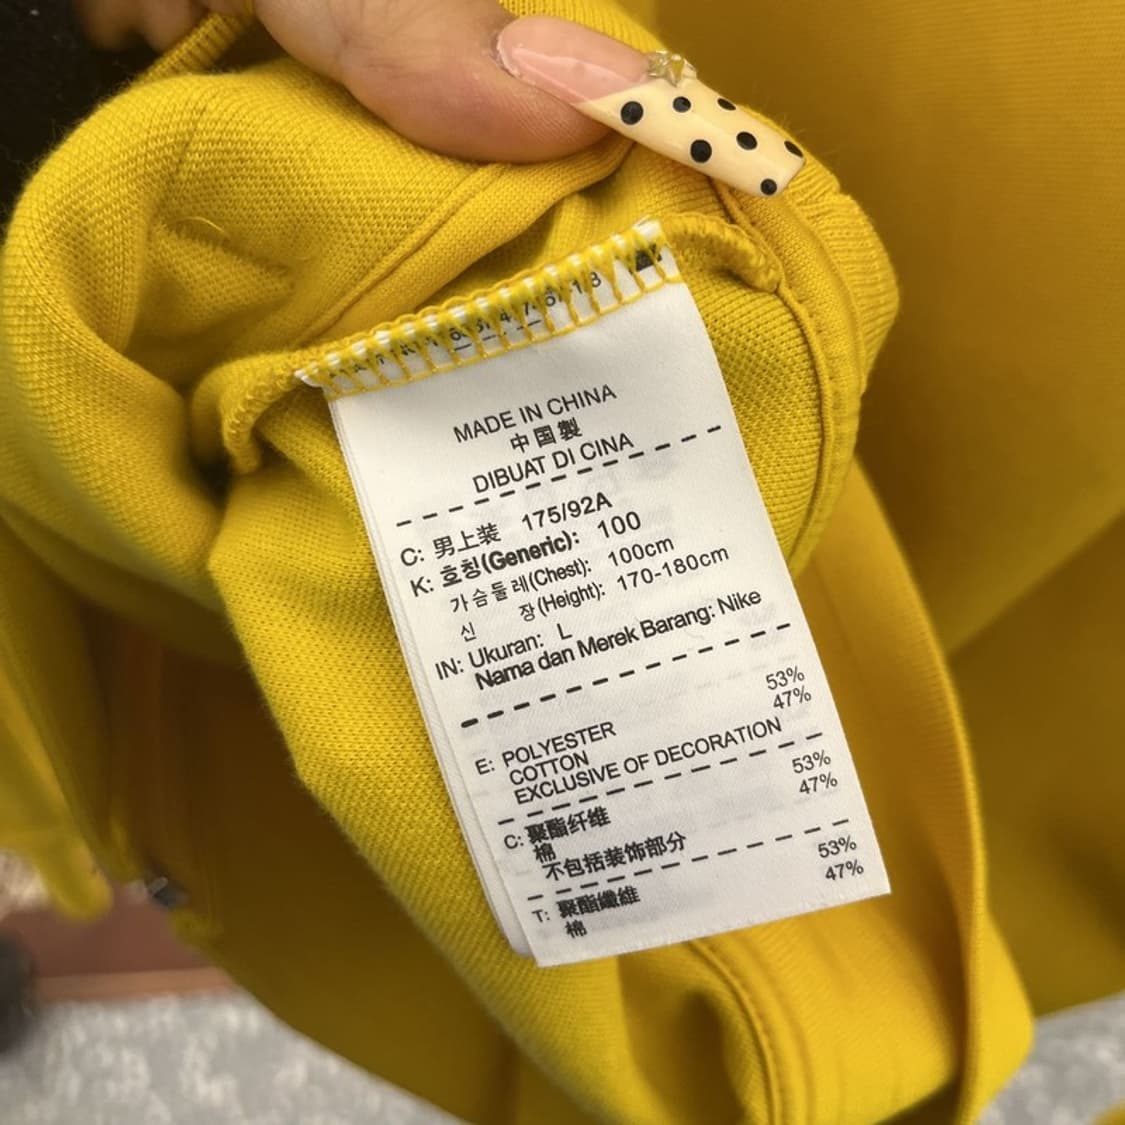 MADE IN CHINA
中国製
DIBUAT DI CINA
C: 男上装 175/92A
K: 호칭(Generic): 100
가슴둘레(Chest): 100cm
신 장(Height): 170-180cm
IN: Ukuran: L
Nama dan Merek Barang: Nike
E: POLYESTER 53%
COTTON 47%
EXCLUSIVE OF DECORATION
C: 聚酯纤维 53%
棉 47%
不包括装饰部分
T: 聚酯纖維 53%
棉 47%